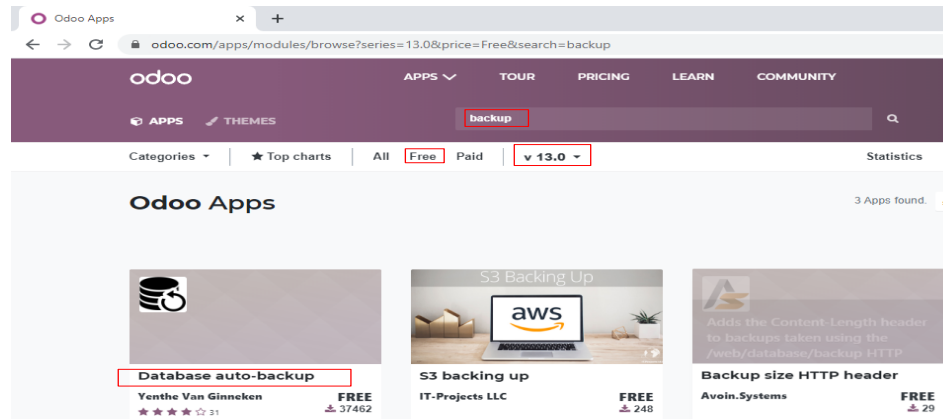 Odoo Apps
odoo.com/apps/modules/browse?series=13.0&price=Free&search=backup
odoo APPS TOUR PRICING LEARN COMMUNITY
APPS THEMES backup
Categories Top charts All Free Paid v 13.0 Statistics
Odoo Apps 3 Apps found.
S3 Backing Up
aws
Adds the Content-Length header
to backups taken using the
/web/database/backup HTTP
Database auto-backup S3 backing up Backup size HTTP header
Yenthe Van Ginneken FREE IT-Projects LLC FREE Avoin.Systems FREE
31 37462 248 29